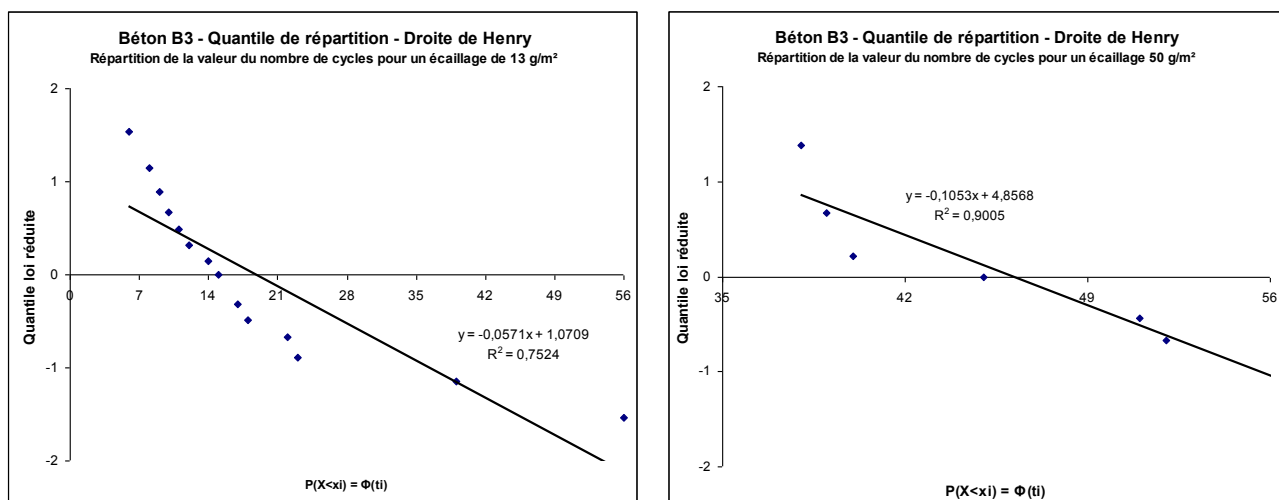 Béton B3 - Quantile de répartition - Droite de Henry
Répartition de la valeur du nombre de cycles pour un écaillage de 13 g/m²
Quantile loi réduite
2
1
0
-1
-2
0
7
14
21
28
35
42
49
56
y = -0,0571x + 1,0709
R² = 0,7524
P(X<xi) = Φ(ti)
Béton B3 - Quantile de répartition - Droite de Henry
Répartition de la valeur du nombre de cycles pour un écaillage 50 g/m²
Quantile loi réduite
2
1
0
-1
-2
35
42
49
56
y = -0,1053x + 4,8568
R² = 0,9005
P(X<xi) = Φ(ti)